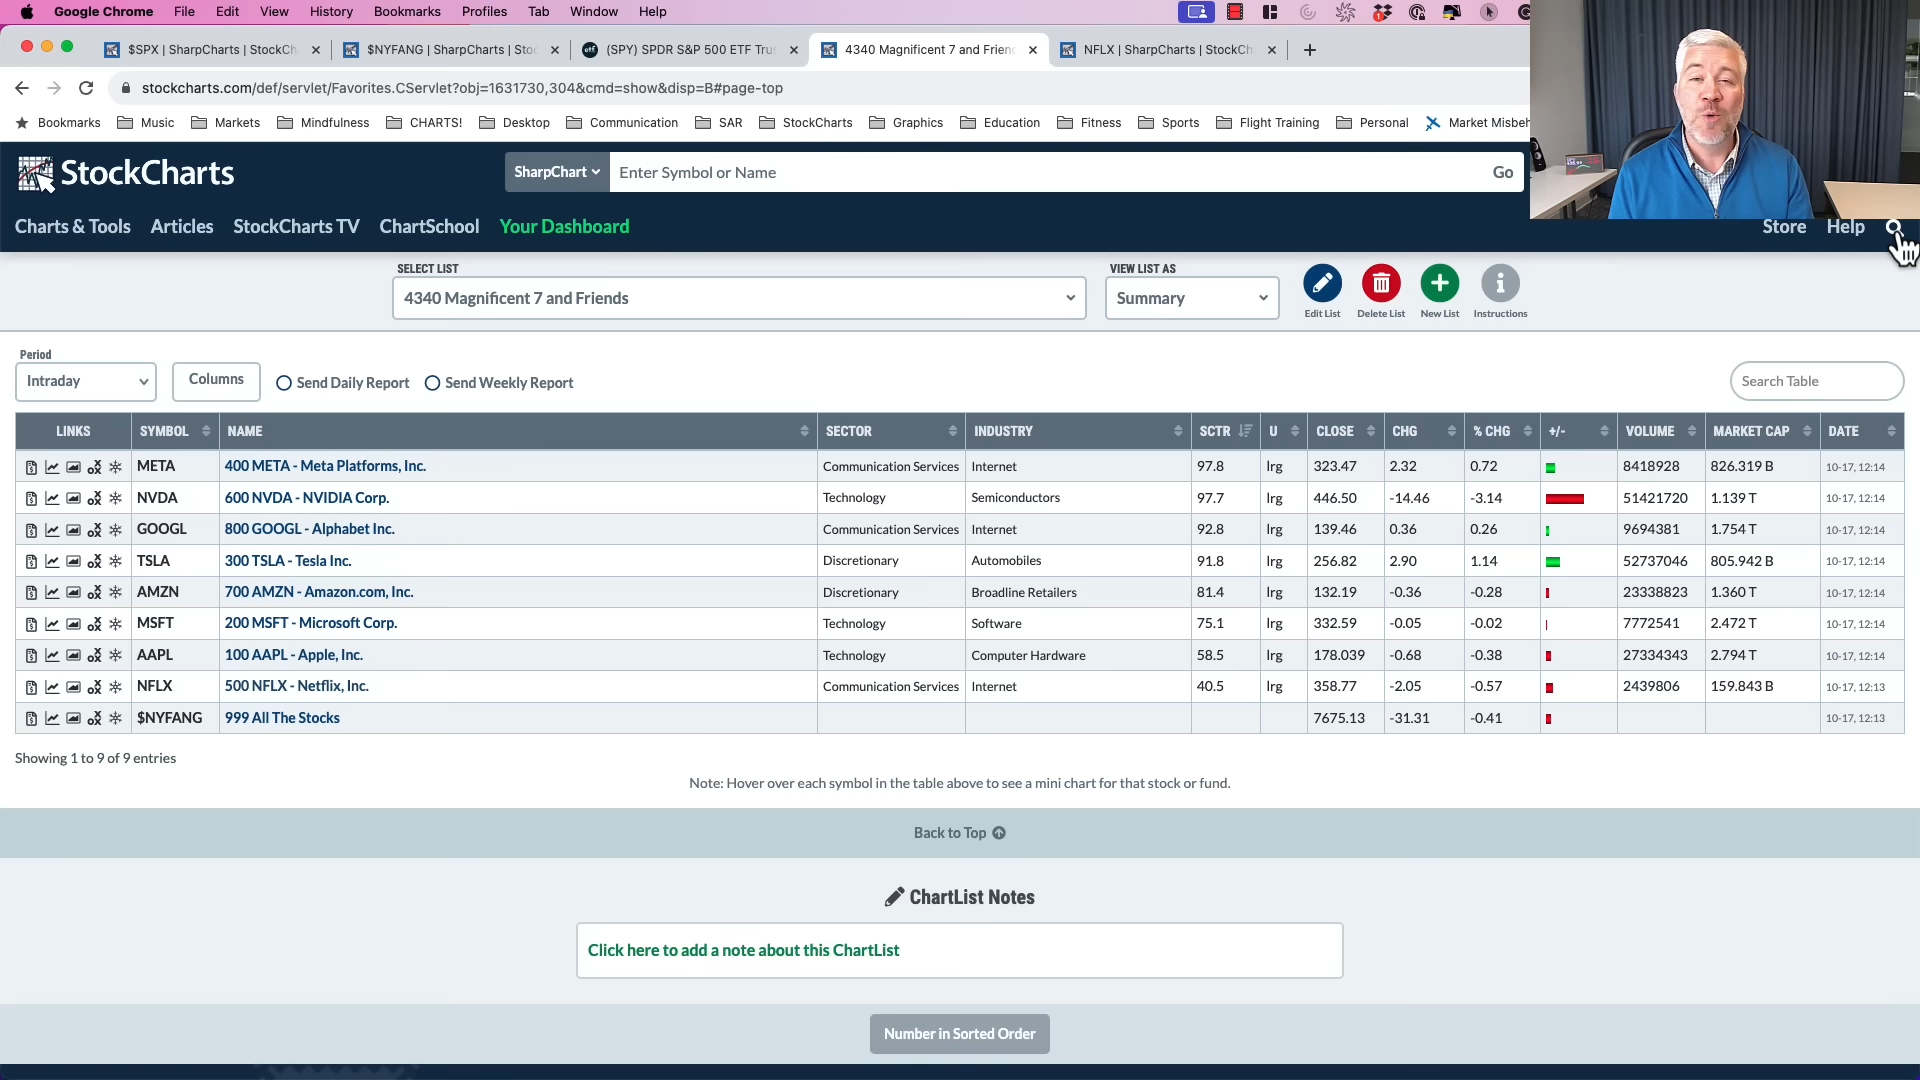 Google Chrome File Edit View History Bookmarks Profiles Tab Window Help
$SPX | SharpCharts | StockCh $NYFANG | SharpCharts | Stoc (SPY) SPDR S&P 500 ETF Trus 4340 Magnificent 7 and Frienc NFLX | SharpCharts | StockCh
stockcharts.com/def/servlet/Favorites.CServlet?obj=1631730,304&cmd=show&disp=B#page-top
Bookmarks Music Markets Mindfulness CHARTS! Desktop Communication SAR StockCharts Graphics Education Fitness Sports Flight Training Personal Market Misbeh
StockCharts SharpChart Enter Symbol or Name Go
Charts & Tools Articles StockCharts TV ChartSchool Your Dashboard Store Help
SELECT LIST VIEW LIST AS
4340 Magnificent 7 and Friends Summary
Edit List Delete List New List Instructions
Period
Intraday Columns Send Daily Report Send Weekly Report Search Table
LINKS SYMBOL NAME SECTOR INDUSTRY SCTR U CLOSE CHG % CHG +/- VOLUME MARKET CAP DATE
META 400 META - Meta Platforms, Inc. Communication Services Internet 97.8 lrg 323.47 2.32 0.72 8418928 826.319 B 10-17, 12:14
NVDA 600 NVDA - NVIDIA Corp. Technology Semiconductors 97.7 lrg 446.50 -14.46 -3.14 51421720 1.139 T 10-17, 12:14
GOOGL 800 GOOGL - Alphabet Inc. Communication Services Internet 92.8 lrg 139.46 0.36 0.26 9694381 1.754 T 10-17, 12:14
TSLA 300 TSLA - Tesla Inc. Discretionary Automobiles 91.8 lrg 256.82 2.90 1.14 52737046 805.942 B 10-17, 12:14
AMZN 700 AMZN - Amazon.com, Inc. Discretionary Broadline Retailers 81.4 lrg 132.19 -0.36 -0.28 23338823 1.360 T 10-17, 12:14
MSFT 200 MSFT - Microsoft Corp. Technology Software 75.1 lrg 332.59 -0.05 -0.02 7772541 2.472 T 10-17, 12:14
AAPL 100 AAPL - Apple, Inc. Technology Computer Hardware 58.5 lrg 178.039 -0.68 -0.38 27334343 2.794 T 10-17, 12:14
NFLX 500 NFLX - Netflix, Inc. Communication Services Internet 40.5 lrg 358.77 -2.05 -0.57 2439806 159.843 B 10-17, 12:13
$NYFANG 999 All The Stocks 7675.13 -31.31 -0.41 10-17, 12:13
Showing 1 to 9 of 9 entries
Note: Hover over each symbol in the table above to see a mini chart for that stock or fund.
Back to Top
ChartList Notes
Click here to add a note about this ChartList
Number in Sorted Order